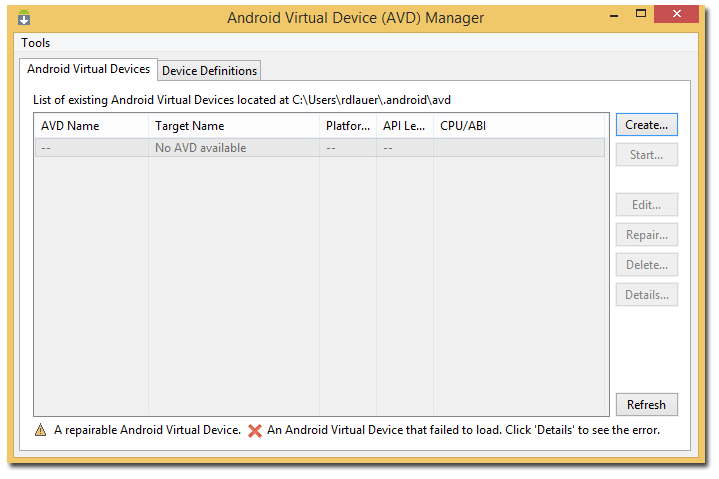 Android Virtual Device (AVD) Manager
Tools
Android Virtual Devices
Device Definitions
List of existing Android Virtual Devices located at C:\Users\rdlauer\.android\avd
AVD Name Target Name Platfor... API Le... CPU/ABI
-- No AVD available -- --
Create...
Start...
Edit...
Repair...
Delete...
Details...
Refresh
A repairable Android Virtual Device. An Android Virtual Device that failed to load. Click 'Details' to see the error.